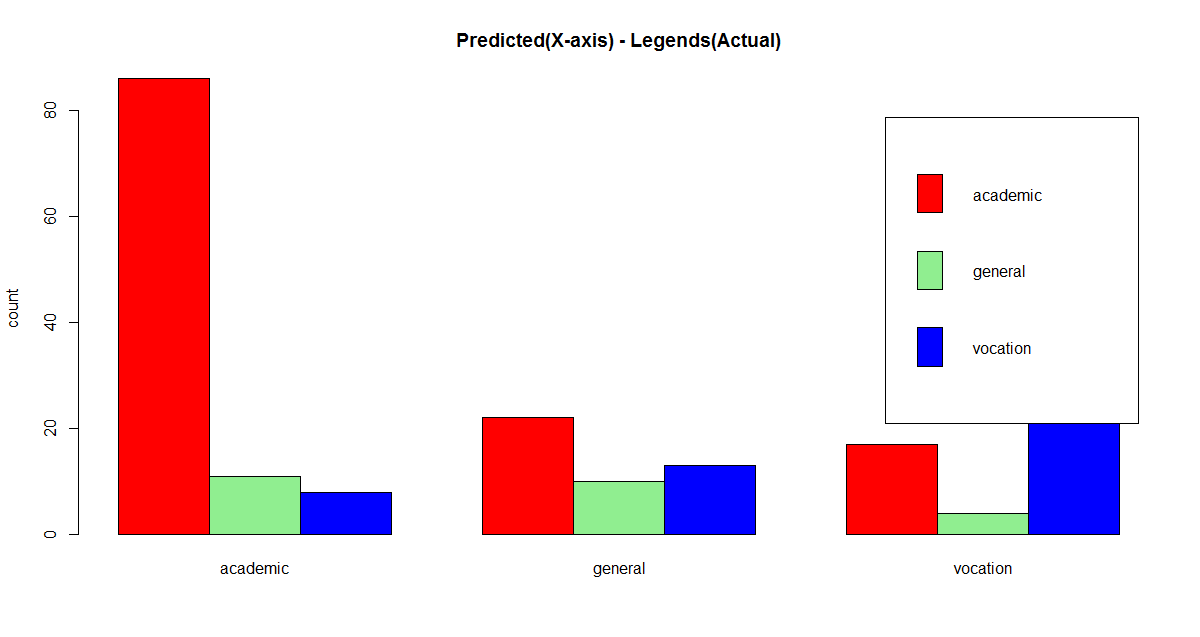 Predicted(X-axis) - Legends(Actual)
80
60
40
20
0
count
academic
general
vocation
academic
general
vocation